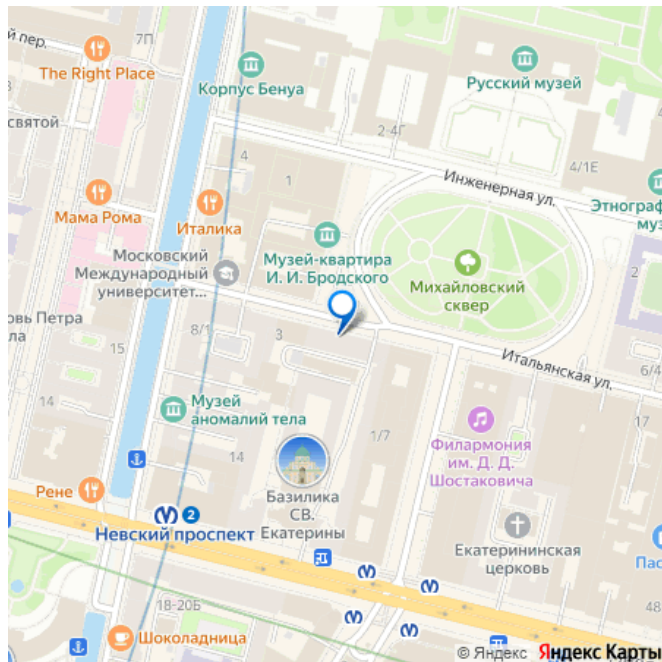 й пер.
7П
The Right Place
Корпус Бенуа
Русский музей
святой
2-4Г
4
1
4/1Е
Инженерная ул.
Этнограф
муз
Мама Рома
Италика
Музей-квартира
И. И. Бродского
Московский
Международный
университет...
Михайловский
сквер
2
овь Петра
ла
8/1
3
15
Итальянская ул.
6/4
14
Музей
аномалий тела
17
14
1/7
Филармония
им. Д. Д.
Шостаковича
Рене
Базилика
СВ.
Екатерины
2
Невский проспект
Екатерининская
церковь
Пас
18-20Б
Шоколадница
© Яндекс Яндекс Карты